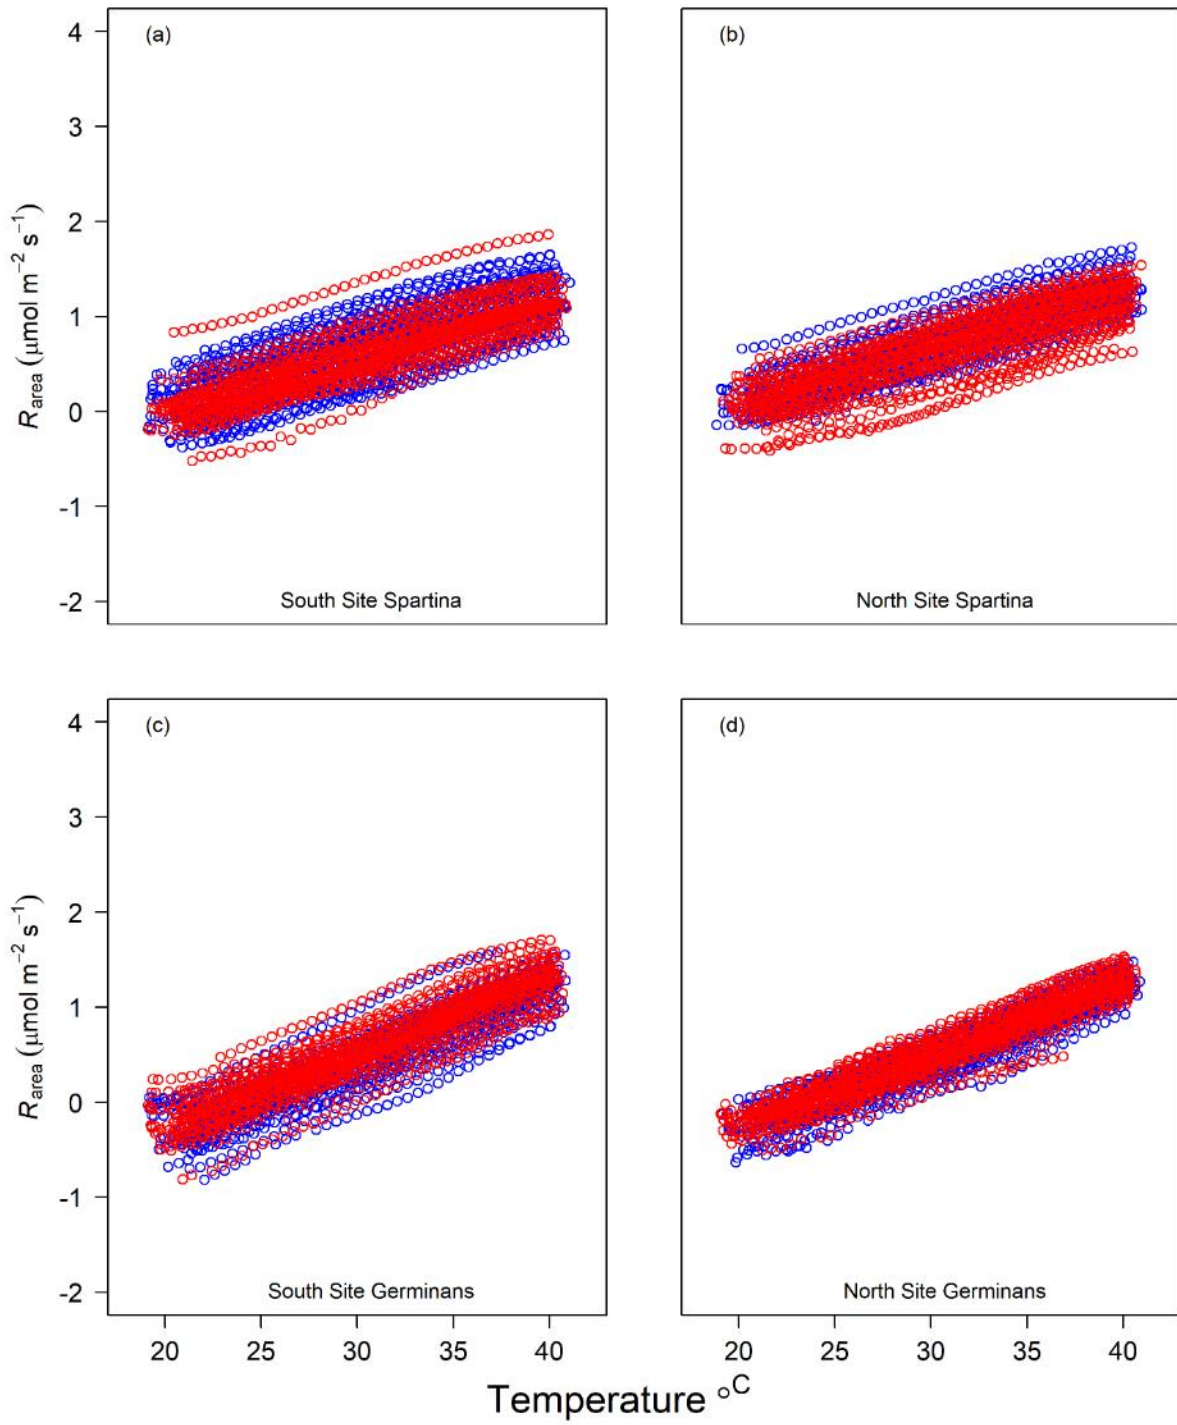 (a)
(b)
4
3
2
1
0
-1
-2
R area (μmol m−2 s−1)
South Site Spartina
North Site Spartina
(c)
(d)
4
3
2
1
0
-1
-2
R area (μmol m−2 s−1)
South Site Germinans
North Site Germinans
20 25 30 35 40
20 25 30 35 40
Temperature °C